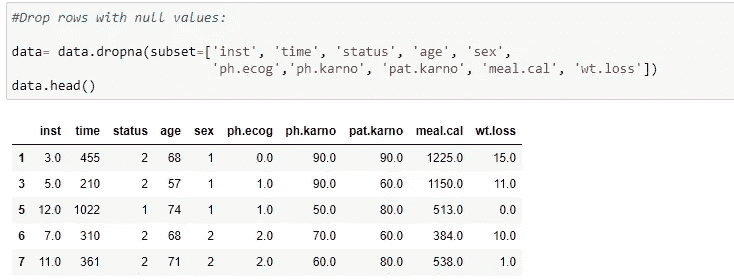 #Drop rows with null values:
data= data.dropna(subset=['inst', 'time', 'status', 'age', 'sex',
'ph.ecog','ph.karno', 'pat.karno', 'meal.cal', 'wt.loss'])
data.head()
inst time status age sex ph.ecog ph.karno pat.karno meal.cal wt.loss
1 3.0 455 2 68 1 0.0 90.0 90.0 1225.0 15.0
3 5.0 210 2 57 1 1.0 90.0 60.0 1150.0 11.0
5 12.0 1022 1 74 1 1.0 50.0 80.0 513.0 0.0
6 7.0 310 2 68 2 2.0 70.0 60.0 384.0 10.0
7 11.0 361 2 71 2 2.0 60.0 80.0 538.0 1.0